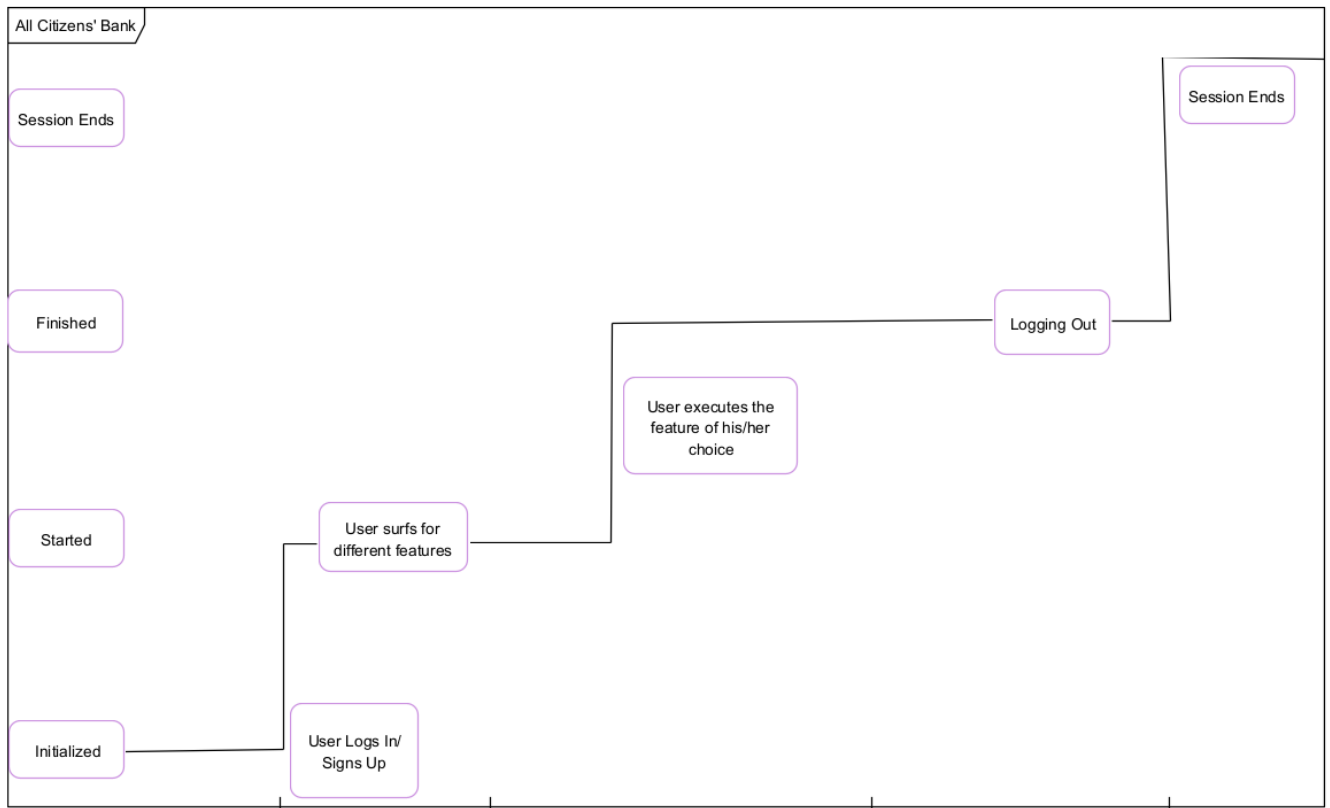 All Citizens' Bank
Session Ends
Session Ends
Finished
Logging Out
User executes the
feature of his/her
choice
Started
User surfs for
different features
Initialized
User Logs In/
Signs Up